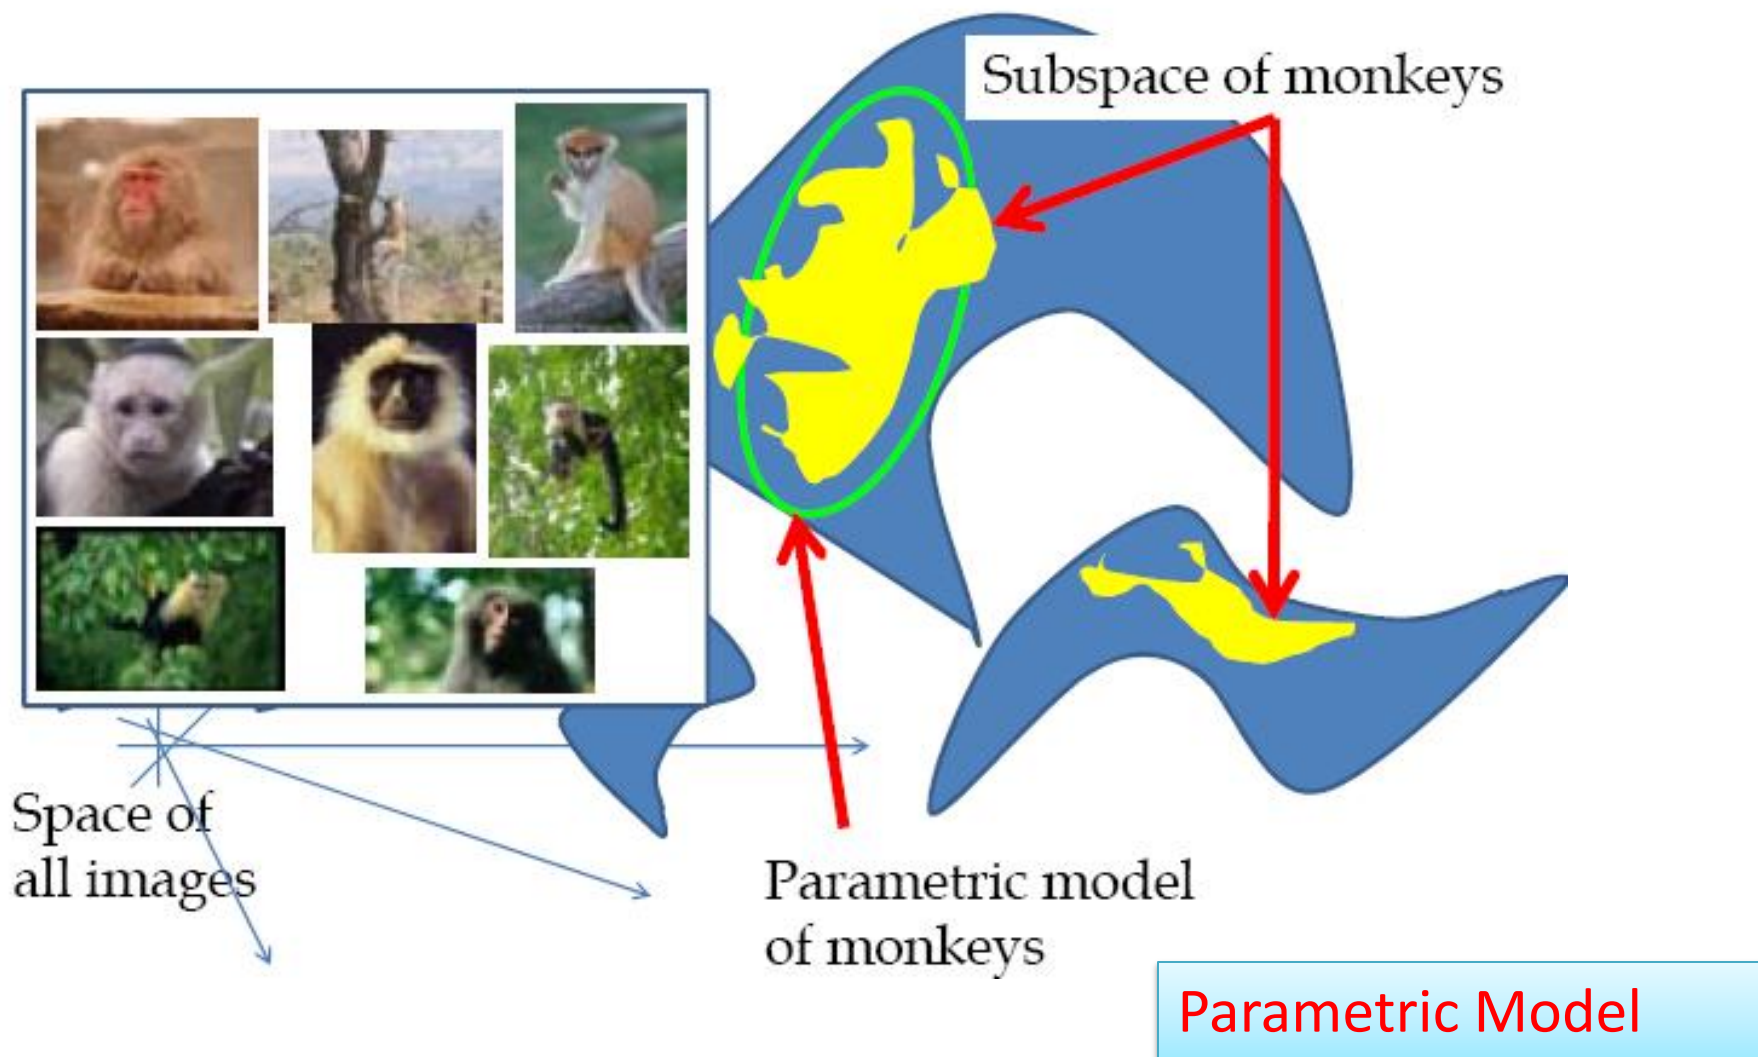 Subspace of monkeys
Space of
all images
Parametric model
of monkeys
Parametric Model